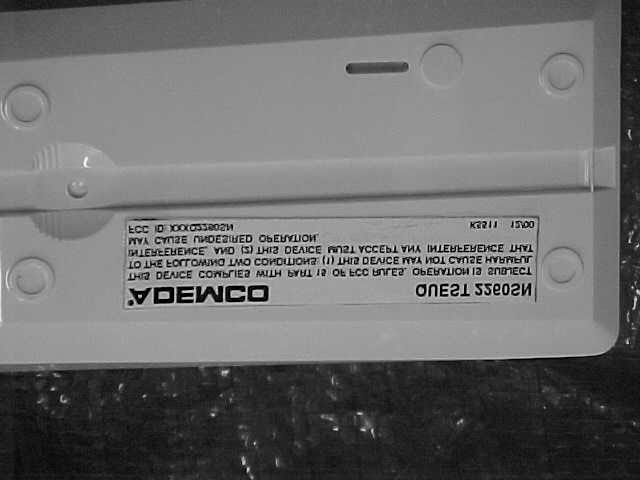 ADEMCO® QUEST 2260SN
THIS DEVICE COMPLIES WITH PART 15 OF FCC RULES. OPERATION IS SUBJECT
TO THE FOLLOWING TWO CONDITIONS: (1) THIS DEVICE MAY NOT CAUSE HARMFUL
INTERFERENCE, AND (2) THIS DEVICE MUST ACCEPT ANY INTERFERENCE THAT
MAY CAUSE UNDESIRED OPERATION.
FCC ID: XXXQ2260SN K5511 12/00